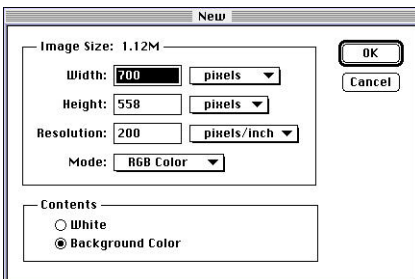 New
Image Size: 1.12M
Width: 700 pixels
Height: 558 pixels
Resolution: 200 pixels/inch
Mode: RGB Color
OK
Cancel
Contents
White
Background Color